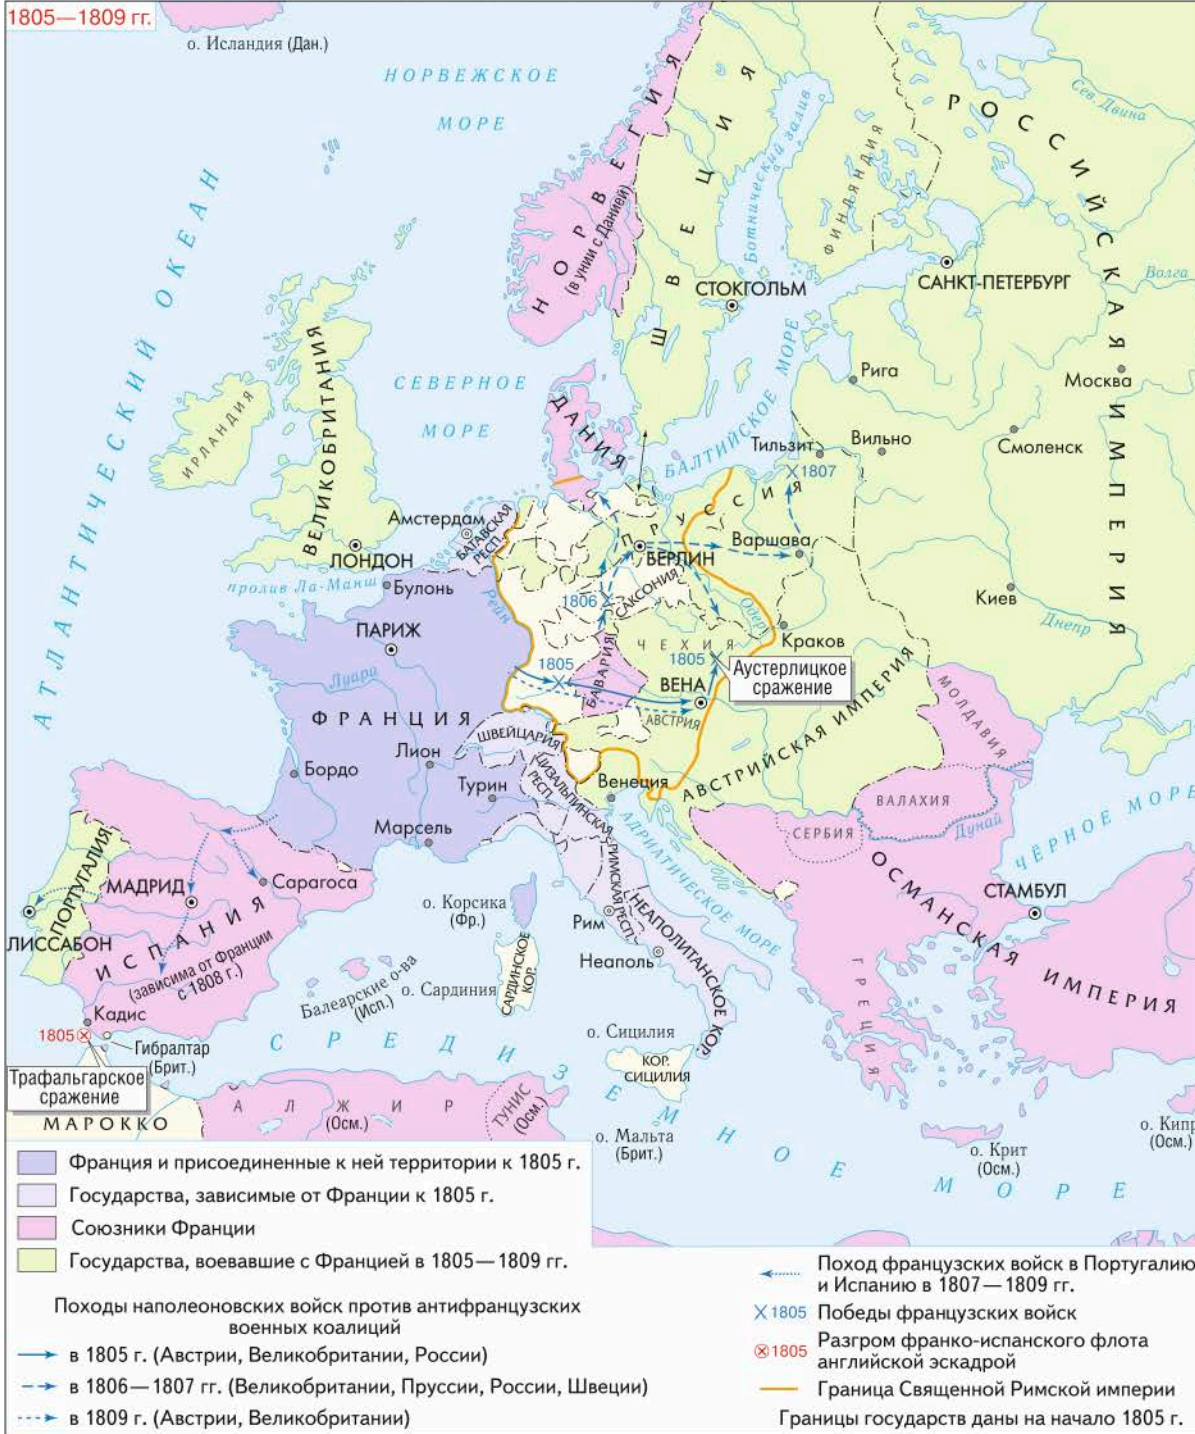 1805—1809 гг.
о. Исландия (Дан.)
НОРВЕЖСКОЕ
МОРЕ
АТЛАНТИЧЕСКИЙ ОКЕАН
НОРВЕГИЯ
(в унии с Данией)
ШВЕЦИЯ
Ботнический залив
ФИНЛЯНДИЯ
РОССИЙСКАЯ ИМПЕРИЯ
Сев. Двина
Волга
САНКТ-ПЕТЕРБУРГ
СТОКГОЛЬМ
СЕВЕРНОЕ
МОРЕ
ДАНИЯ
БАЛТИЙСКОЕ МОРЕ
Рига
Москва
Смоленск
Тильзит
Вильно
1807
ИРЛАНДИЯ
ВЕЛИКОБРИТАНИЯ
ЛОНДОН
Амстердам
БАТАВСКАЯ
РЕСП.
ПРУССИЯ
БЕРЛИН
Варшава
САКСОНИЯ
1806
Одер
Киев
Днепр
пролив Ла-Манш
Булонь
Рейн
ПАРИЖ
Луара
ФРАНЦИЯ
ЧЕХИЯ
Краков
1805
1805
Аустерлицкое
сражение
БАВАРИЯ
ВЕНА
АВСТРИЯ
АВСТРИЙСКАЯ ИМПЕРИЯ
МОЛДАВИЯ
ШВЕЙЦАРИЯ
Лион
Бордо
Турин
ЦИЗАЛЬПИНСКАЯ
РЕСП.
Венеция
Марсель
АДРИАТИЧЕСКОЕ МОРЕ
ВАЛАХИЯ
СЕРБИЯ
Дунай
ЧЁРНОЕ МОРЕ
ОСМАНСКАЯ ИМПЕРИЯ
СТАМБУЛ
ПОРТУГАЛИЯ
ЛИССАБОН
МАДРИД
Сарагоса
ИСПАНИЯ
(зависима от Франции
с 1808 г.)
о. Корсика
(Фр.)
РИМСКАЯ РЕСП.
Рим
НЕАПОЛИТАНСКОЕ КОР.
Неаполь
САРДИНСКОЕ
КОР.
о. Сардиния
Балеарские о-ва
(Исп.)
ГРЕЦИЯ
Кадис
1805
Гибралтар
(Брит.)
Трафальгарское
сражение
МАРОККО
АЛЖИР
(Осм.)
ТУНИС
(Осм.)
СРЕДИЗЕМНОЕ МОРЕ
о. Сицилия
КОР.
СИЦИЛИЯ
о. Мальта
(Брит.)
о. Крит
(Осм.)
о. Кипр
(Осм.)
Франция и присоединенные к ней территории к 1805 г.
Государства, зависимые от Франции к 1805 г.
Союзники Франции
Государства, воевавшие с Францией в 1805—1809 гг.
Походы наполеоновских войск против антифранцузских
военных коалиций
в 1805 г. (Австрии, Великобритании, России)
в 1806—1807 гг. (Великобритании, Пруссии, России, Швеции)
в 1809 г. (Австрии, Великобритании)
Поход французских войск в Португалию
и Испанию в 1807—1809 гг.
1805 Победы французских войск
1805 Разгром франко-испанского флота
английской эскадрой
Граница Священной Римской империи
Границы государств даны на начало 1805 г.